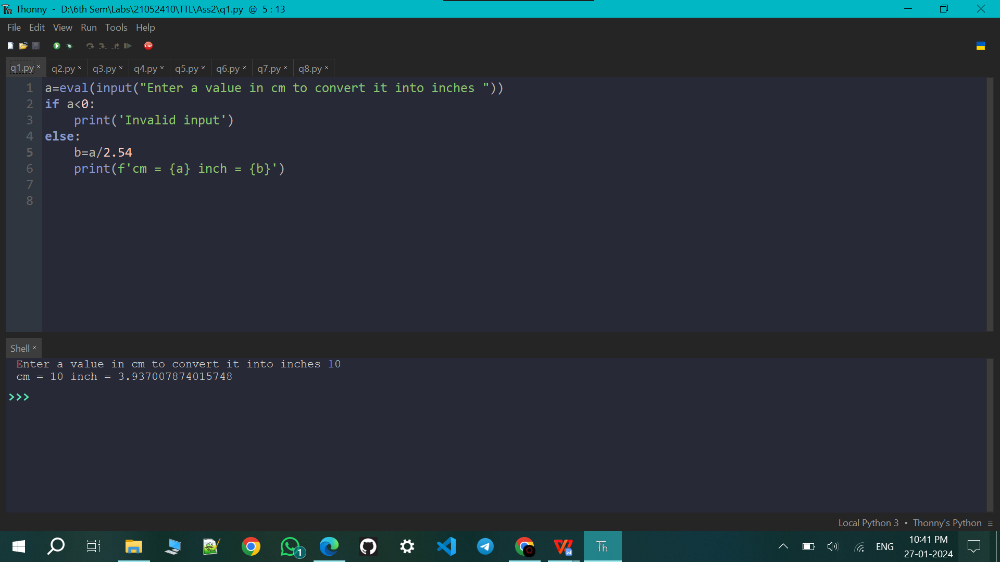 Thonny - D:\6th Sem\Labs\21052410\TTL\Ass2\q1.py @ 5 : 13
File Edit View Run Tools Help
STOP
q1.py × q2.py × q3.py × q4.py × q5.py × q6.py × q7.py × q8.py ×
1 a=eval(input("Enter a value in cm to convert it into inches "))
2 if a<0:
3     print('Invalid input')
4 else:
5     b=a/2.54
6     print(f'cm = {a} inch = {b}')
7
8
Shell ×
Enter a value in cm to convert it into inches 10
cm = 10 inch = 3.937007874015748
>>>
Local Python 3 • Thonny's Python ≡
1
W
Th
ENG
10:41 PM
27-01-2024